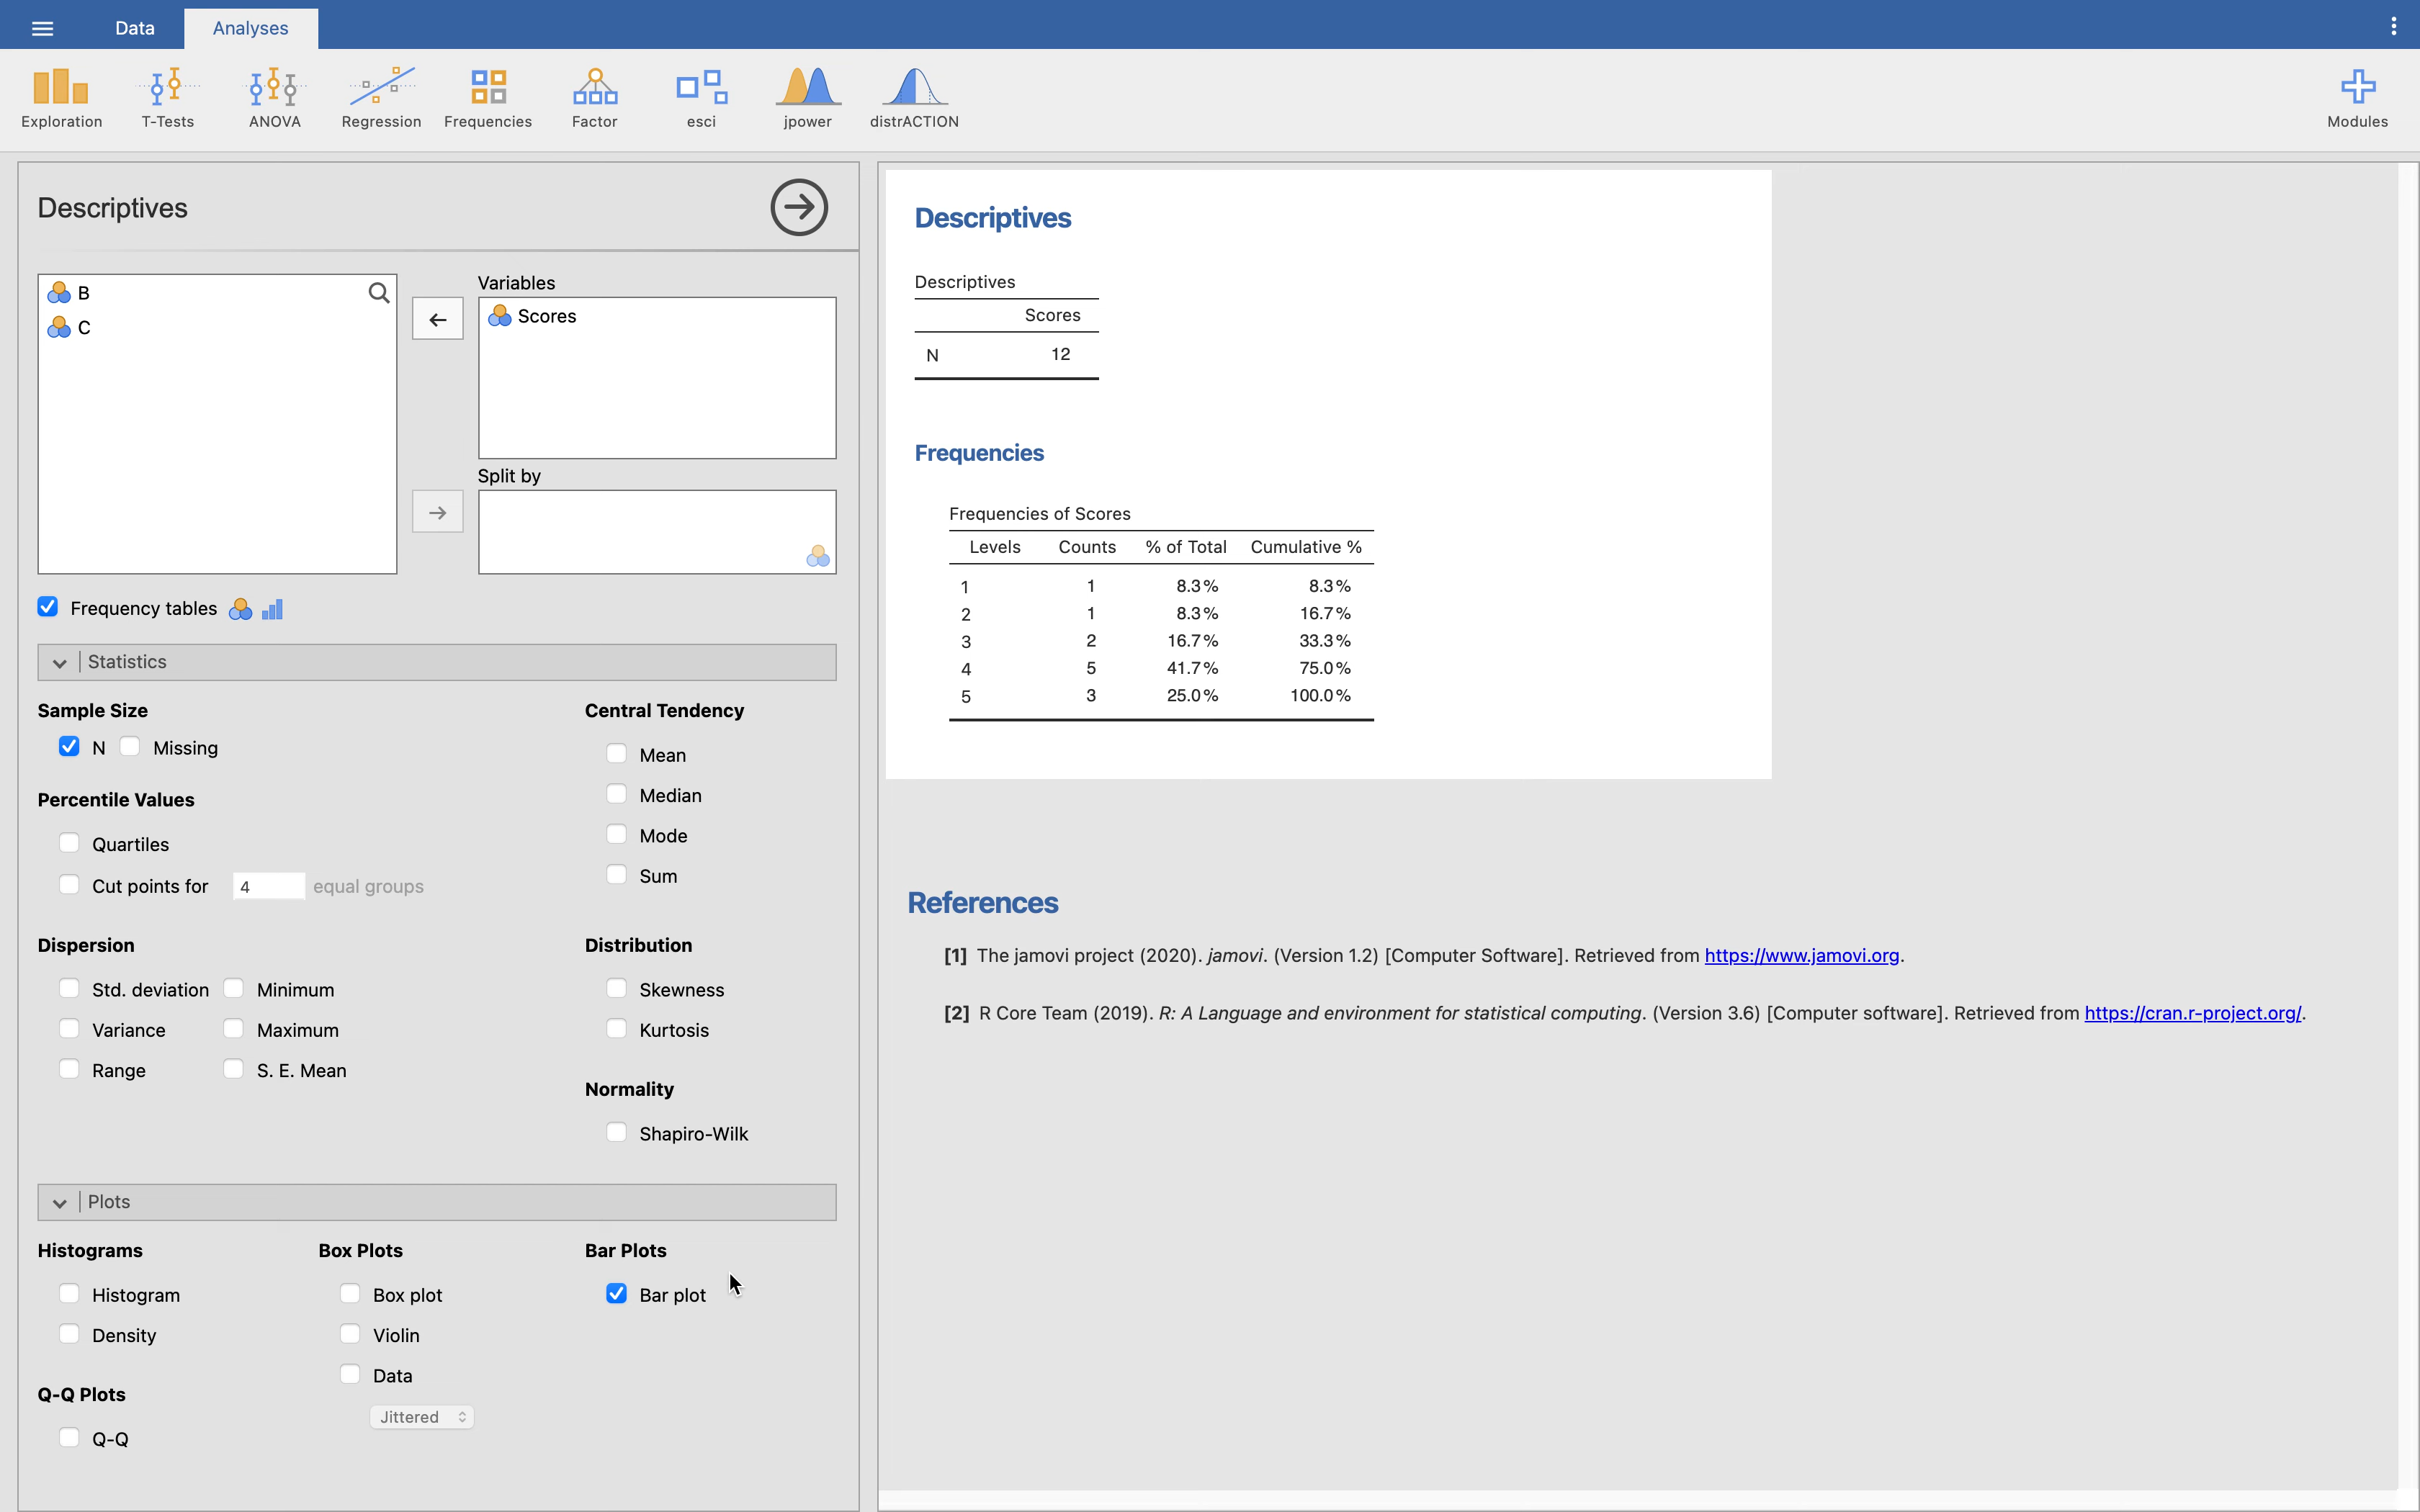 Data Analyses
Exploration T-Tests ANOVA Regression Frequencies Factor esci jpower distrACTION Modules
Descriptives
B
C
Variables
Scores
Split by
Frequency tables
Statistics
Sample Size
N Missing
Percentile Values
Quartiles
Cut points for 4 equal groups
Dispersion
Std. deviation Minimum
Variance Maximum
Range S. E. Mean
Central Tendency
Mean
Median
Mode
Sum
Distribution
Skewness
Kurtosis
Normality
Shapiro-Wilk
Plots
Histograms
Histogram
Density
Q-Q Plots
Q-Q
Box Plots
Box plot
Violin
Data
Jittered
Bar Plots
Bar plot
Descriptives
Descriptives
Scores
N 12
Frequencies
Frequencies of Scores
Levels Counts % of Total Cumulative %
1 1 8.3% 8.3%
2 1 8.3% 16.7%
3 2 16.7% 33.3%
4 5 41.7% 75.0%
5 3 25.0% 100.0%
References
[1] The jamovi project (2020). jamovi. (Version 1.2) [Computer Software]. Retrieved from https://www.jamovi.org.
[2] R Core Team (2019). R: A Language and environment for statistical computing. (Version 3.6) [Computer software]. Retrieved from https://cran.r-project.org/.